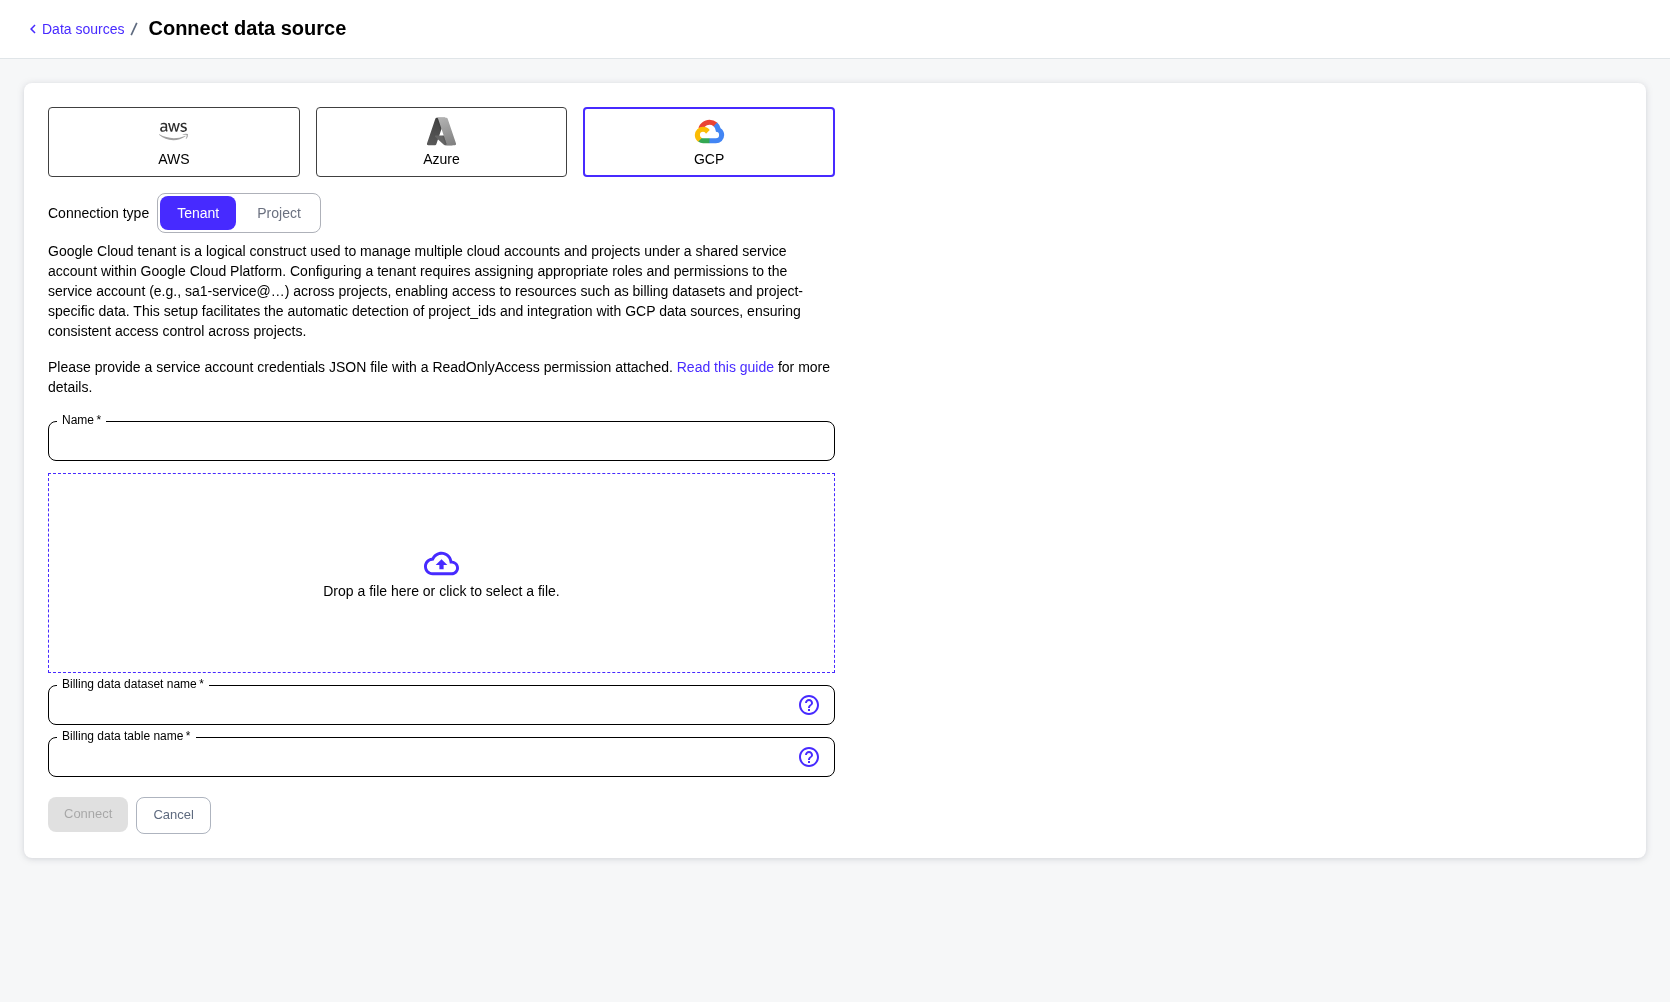 Data sources / Connect data source
aws
AWS
Azure
GCP
Connection type Tenant Project
Google Cloud tenant is a logical construct used to manage multiple cloud accounts and projects under a shared service
account within Google Cloud Platform. Configuring a tenant requires assigning appropriate roles and permissions to the
service account (e.g., sa1-service@…) across projects, enabling access to resources such as billing datasets and project-
specific data. This setup facilitates the automatic detection of project_ids and integration with GCP data sources, ensuring
consistent access control across projects.
Please provide a service account credentials JSON file with a ReadOnlyAccess permission attached. Read this guide for more
details.
Name *
Drop a file here or click to select a file.
Billing data dataset name *
Billing data table name *
Connect Cancel